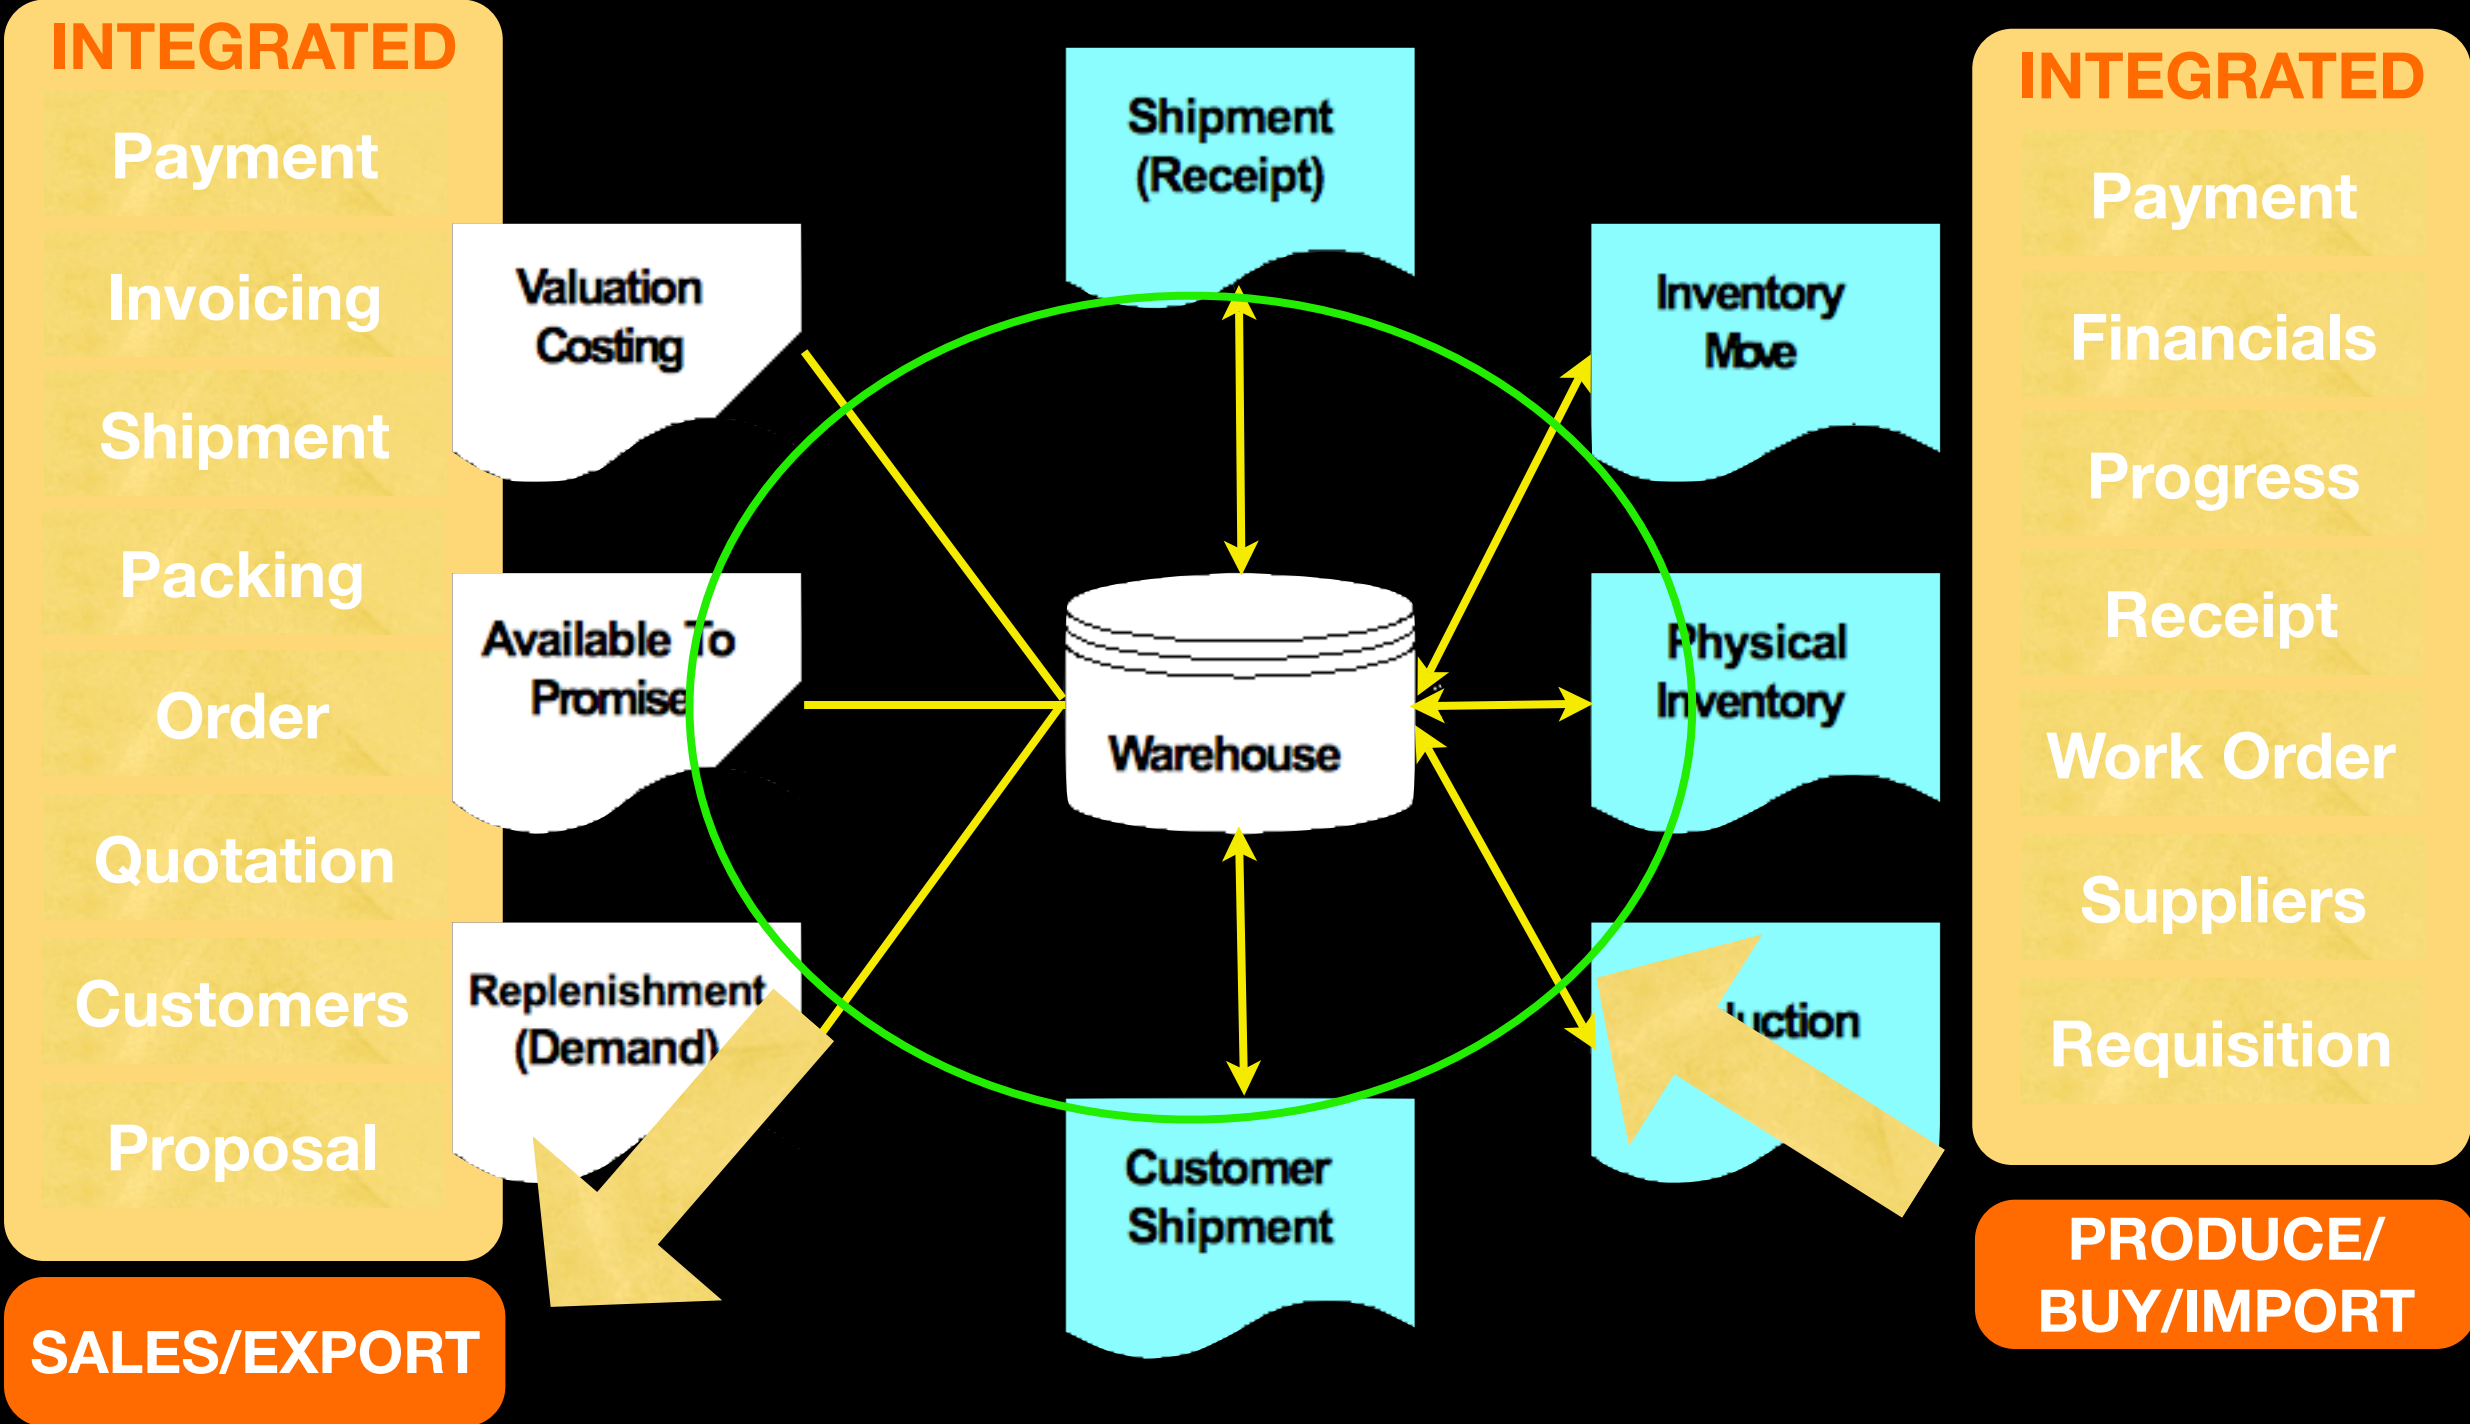 INTEGRATED
Payment
Invoicing
Shipment
Packing
Order
Quotation
Customers
Proposal
SALES/EXPORT
Valuation
Costing
Available To
Promise
Replenishment
(Demand)
Shipment
(Receipt)
Warehouse
Customer
Shipment
Inventory
Move
Physical
Inventory
INTEGRATED
Payment
Financials
Progress
Receipt
Work Order
Suppliers
Requisition
PRODUCE/
BUY/IMPORT